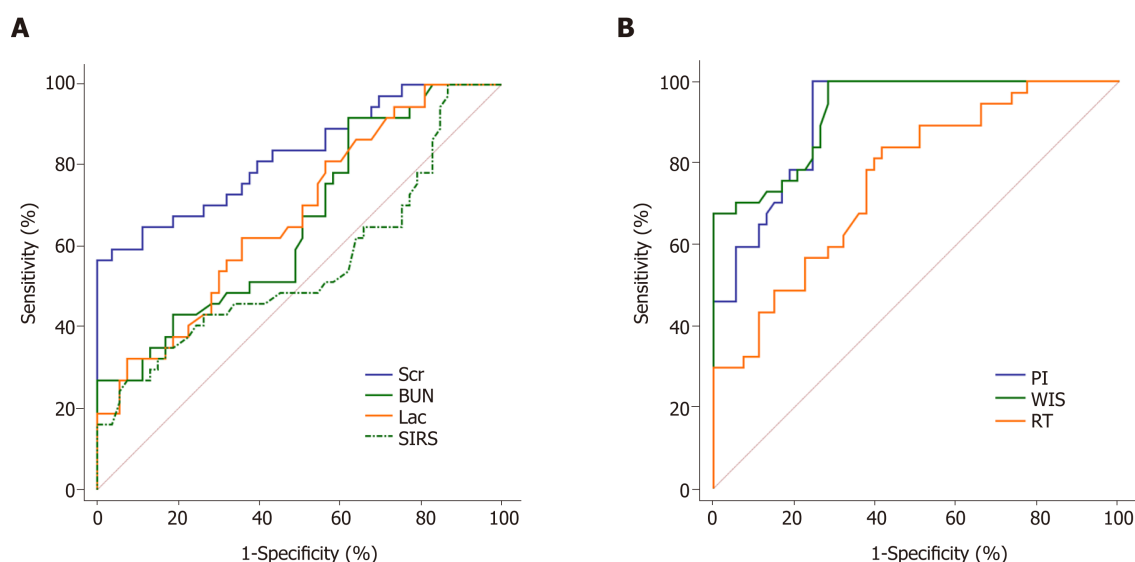 A
100
80
60
40
20
0
Sensitivity (%)
Scr
BUN
Lac
SIRS
0 20 40 60 80 100
1-Specificity (%)
B
100
80
60
40
20
0
Sensitivity (%)
PI
WIS
RT
0 20 40 60 80 100
1-Specificity (%)